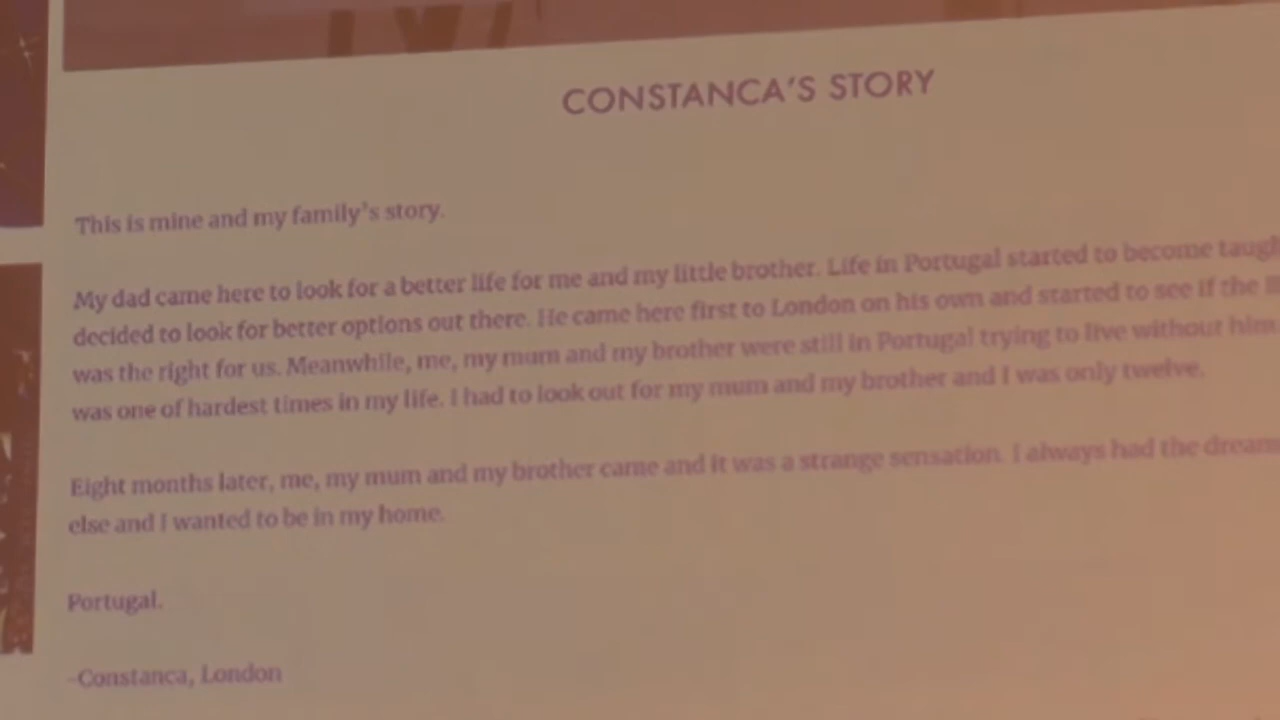 CONSTANCA'S STORY
This is mine and my family's story.
My dad came here to look for a better life for me and my little brother. Life in Portugal started to become
decided to look for better options out there. He came here first to London on his own and started to see if the
was the right for us. Meanwhile, me, my mum and my brother were still in Portugal trying to live without him
was one of hardest times in my life. I had to look out for my mum and my brother and I was only twelve.
Eight months later, me, my mum and my brother came and it was a strange sensation. I always had the dream
else and I wanted to be in my home.
Portugal.
-Constanca, London